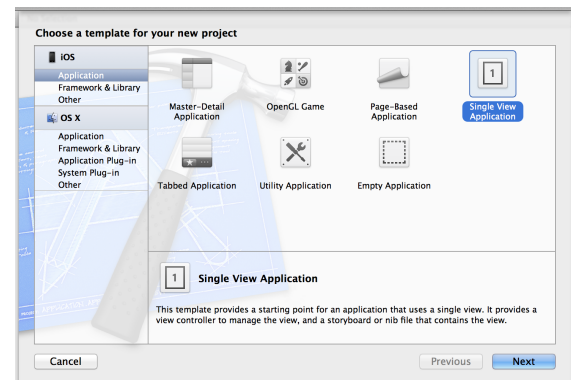 Choose a template for your new project
iOS
Application
Framework & Library
Other
OS X
Application
Framework & Library
Application Plug-in
System Plug-in
Other
Master-Detail
Application
OpenGL Game
Page-Based
Application
1
Single View
Application
Tabbed Application
Utility Application
Empty Application
1
Single View Application
This template provides a starting point for an application that uses a single view. It provides a
view controller to manage the view, and a storyboard or nib file that contains the view.
Cancel
Previous
Next